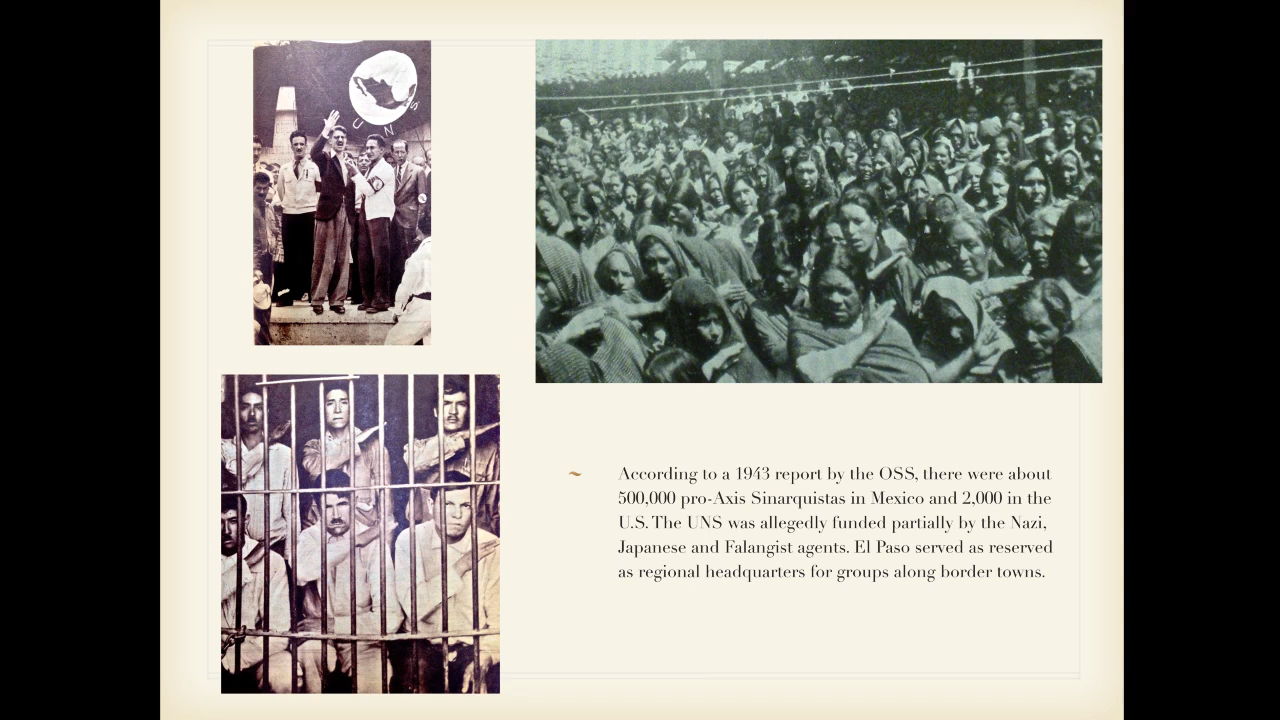 U N S
~ According to a 1943 report by the OSS, there were about
500,000 pro-Axis Sinarquistas in Mexico and 2,000 in the
U.S. The UNS was allegedly funded partially by the Nazi,
Japanese and Falangist agents. El Paso served as reserved
as regional headquarters for groups along border towns.